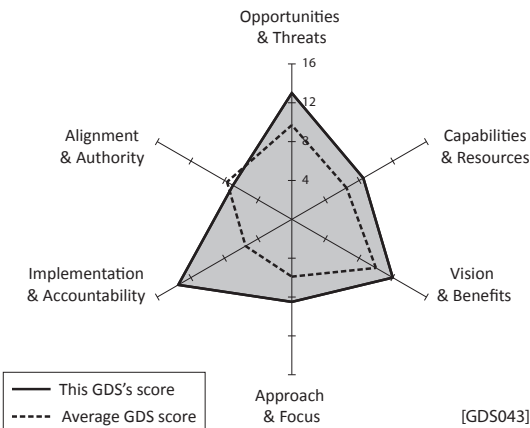 Opportunities
& Threats
16
12
8
4
Alignment
& Authority
Capabilities
& Resources
Implementation
& Accountability
Vision
& Benefits
Approach
& Focus
This GDS's score
Average GDS score
[GDS043]